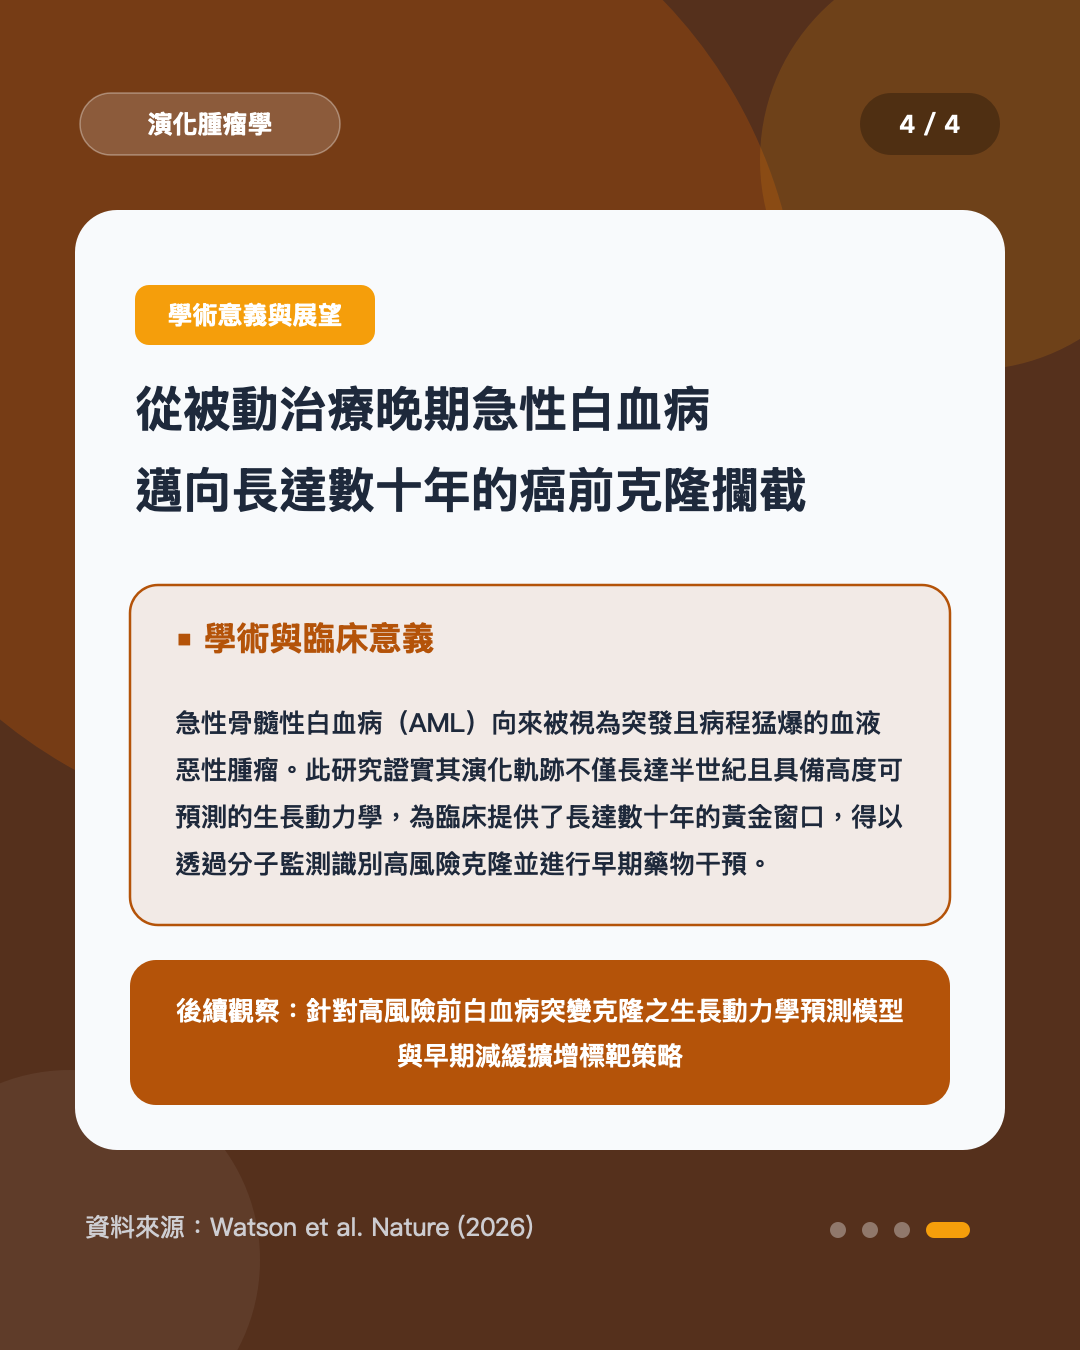 演化腫瘤學
4 / 4
學術意義與展望
從被動治療晚期急性白血病
邁向長達數十年的癌前克隆攔截
▪ 學術與臨床意義
急性骨髓性白血病（AML）向來被視為突發且病程猛爆的血液
惡性腫瘤。此研究證實其演化軌跡不僅長達半世紀且具備高度可
預測的生長動力學，為臨床提供了長達數十年的黃金窗口，得以
透過分子監測識別高風險克隆並進行早期藥物干預。
後續觀察：針對高風險前白血病突變克隆之生長動力學預測模型
與早期減緩擴增標靶策略
資料來源：Watson et al. Nature (2026)